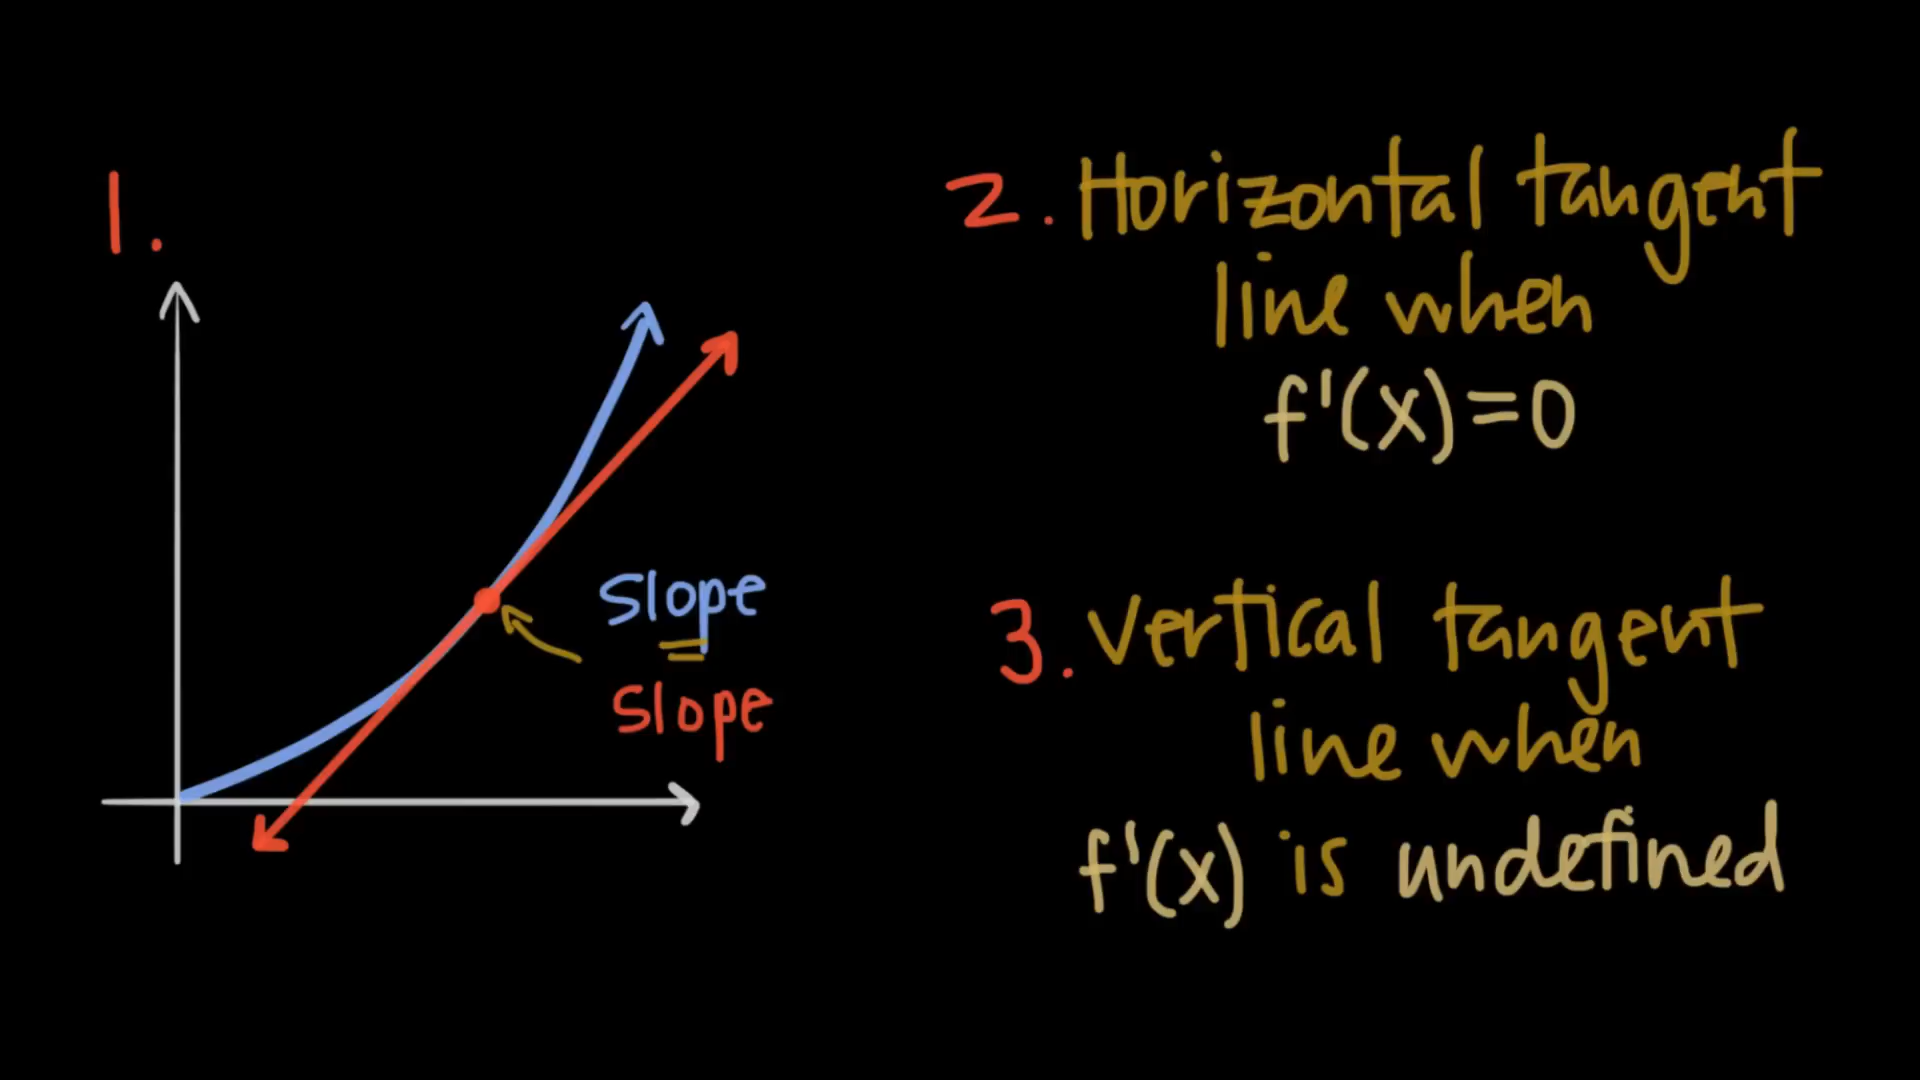 1.
Slope
=
Slope
2. Horizontal tangent
line when
f'(x)=0
3. Vertical tangent
line when
f'(x) is undefined